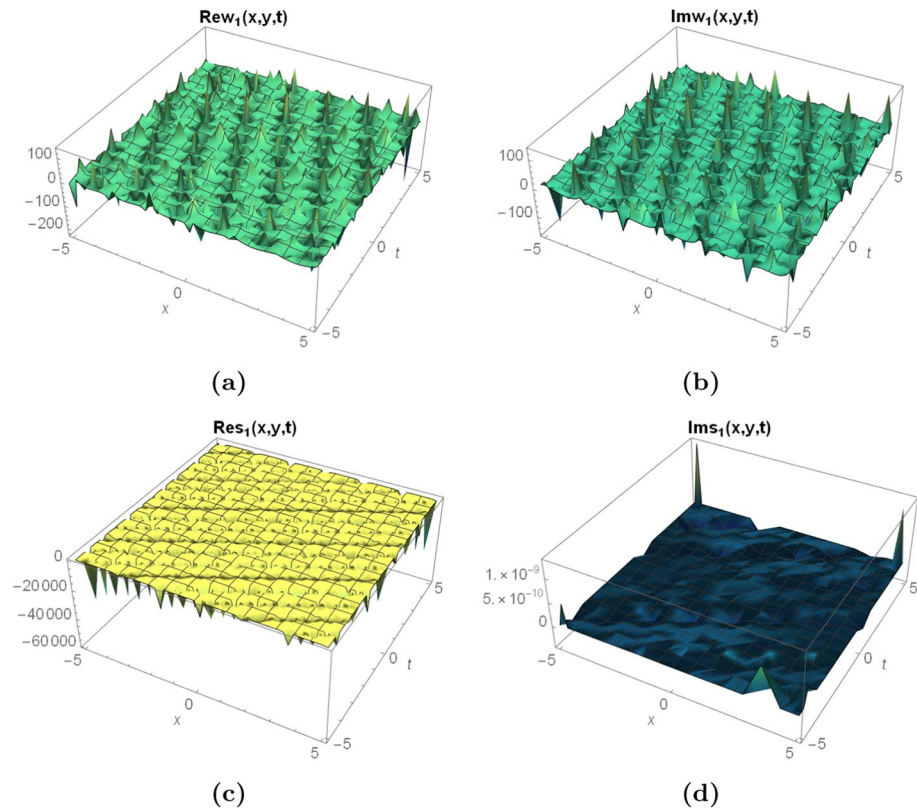 Rew₁(x,y,t)
100
0
-100
-200
-5
0
x
5
-5
0
t
5
(a)
Imw₁(x,y,t)
100
0
-100
-5
0
x
5
-5
0
t
5
(b)
Res₁(x,y,t)
0
-20 000
-40 000
-60 000
-5
0
x
5
-5
0
t
5
(c)
Ims₁(x,y,t)
1. × 10⁻⁹
5. × 10⁻¹⁰
0
-5
0
x
5
-5
0
t
5
(d)